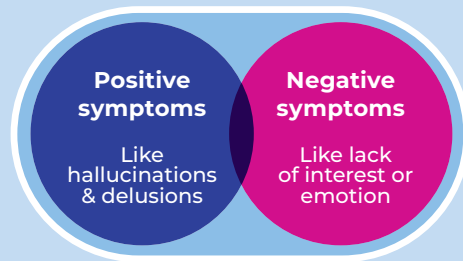 Positive
symptoms
Like
hallucinations
& delusions
Negative
symptoms
Like lack
of interest or
emotion